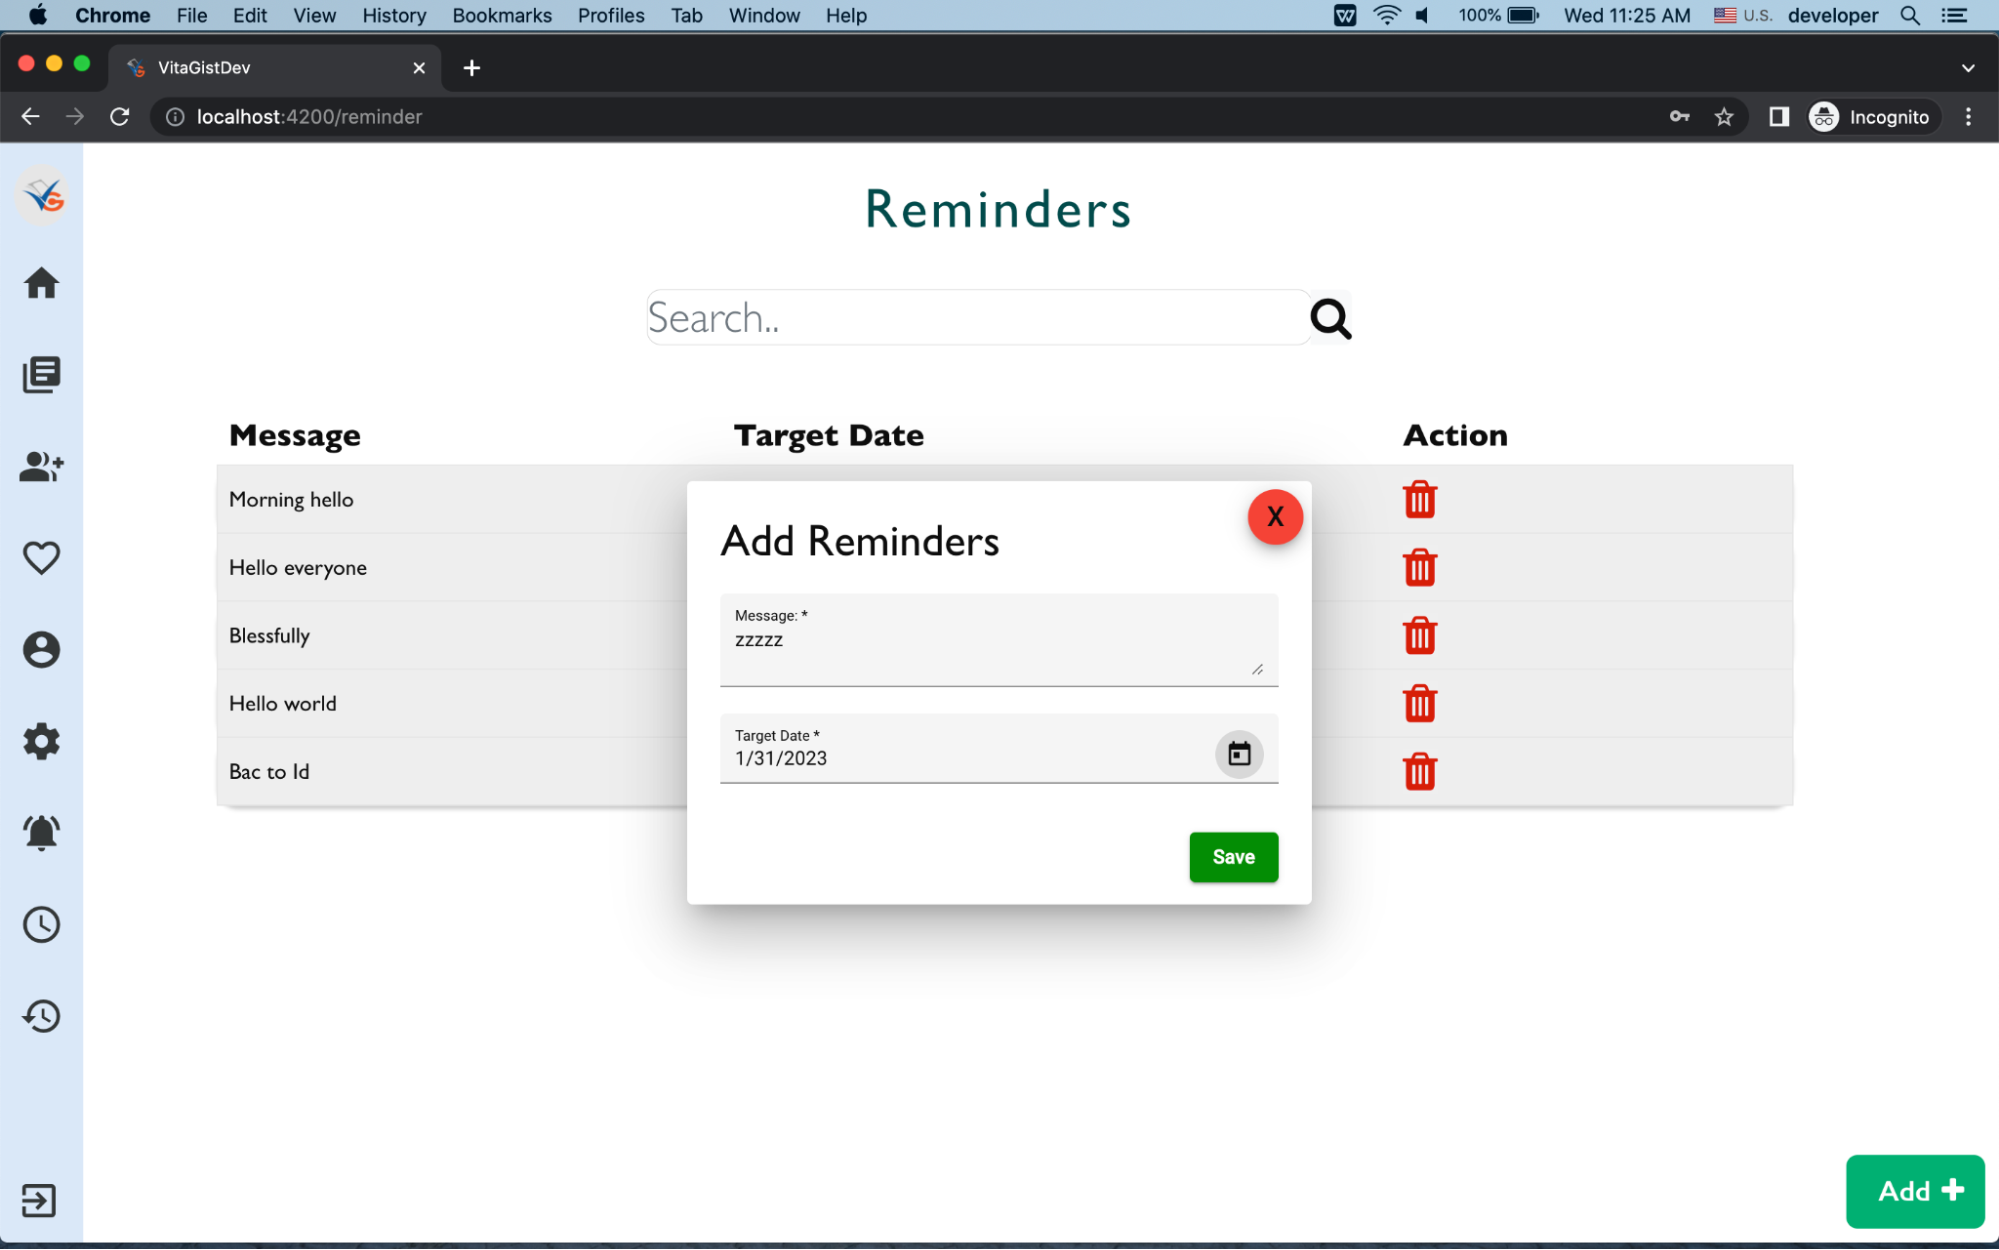 Chrome File Edit View History Bookmarks Profiles Tab Window Help 100% Wed 11:25 AM U.S. developer
VitaGistDev
localhost:4200/reminder Incognito
Reminders
Search..
Message Target Date Action
Morning hello
Hello everyone
Blessfully
Hello world
Bac to Id
X
Add Reminders
Message: *
zzzzz
Target Date *
1/31/2023
Save
Add +